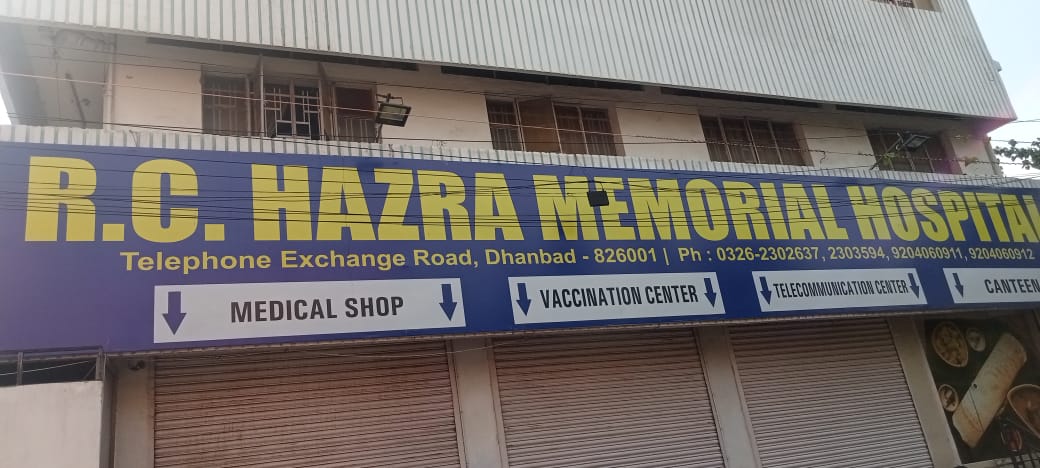 R.C. HAZRA MEMORIAL HOSPITAL
Telephone Exchange Road, Dhanbad - 826001 | Ph : 0326-2302637, 2303594, 9204060911, 9204060912
MEDICAL SHOP
VACCINATION CENTER
TELECOMMUNICATION CENTER
CANTEEN